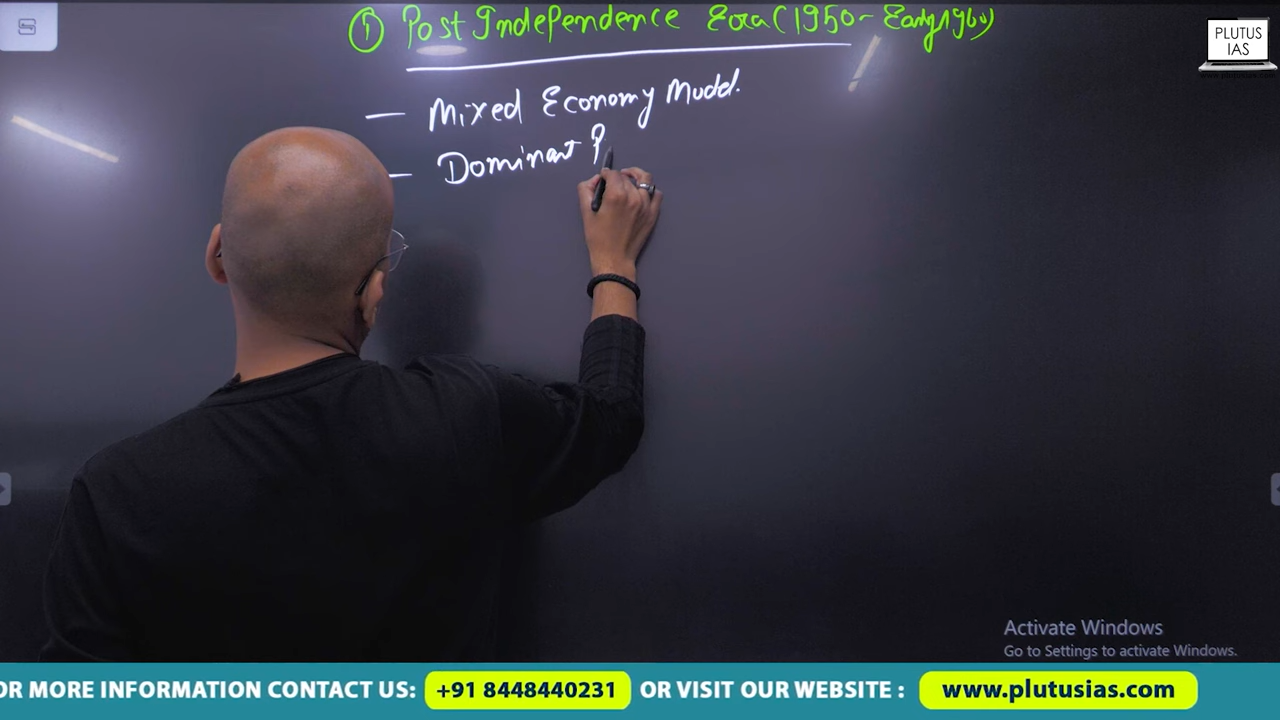 ① Post Independence Era (1950 - Early 1960)
PLUTUS
IAS
— Mixed Economy Model.
— Dominant P
Activate Windows
Go to Settings to activate Windows.
OR MORE INFORMATION CONTACT US: +91 8448440231 OR VISIT OUR WEBSITE : www.plutusias.com